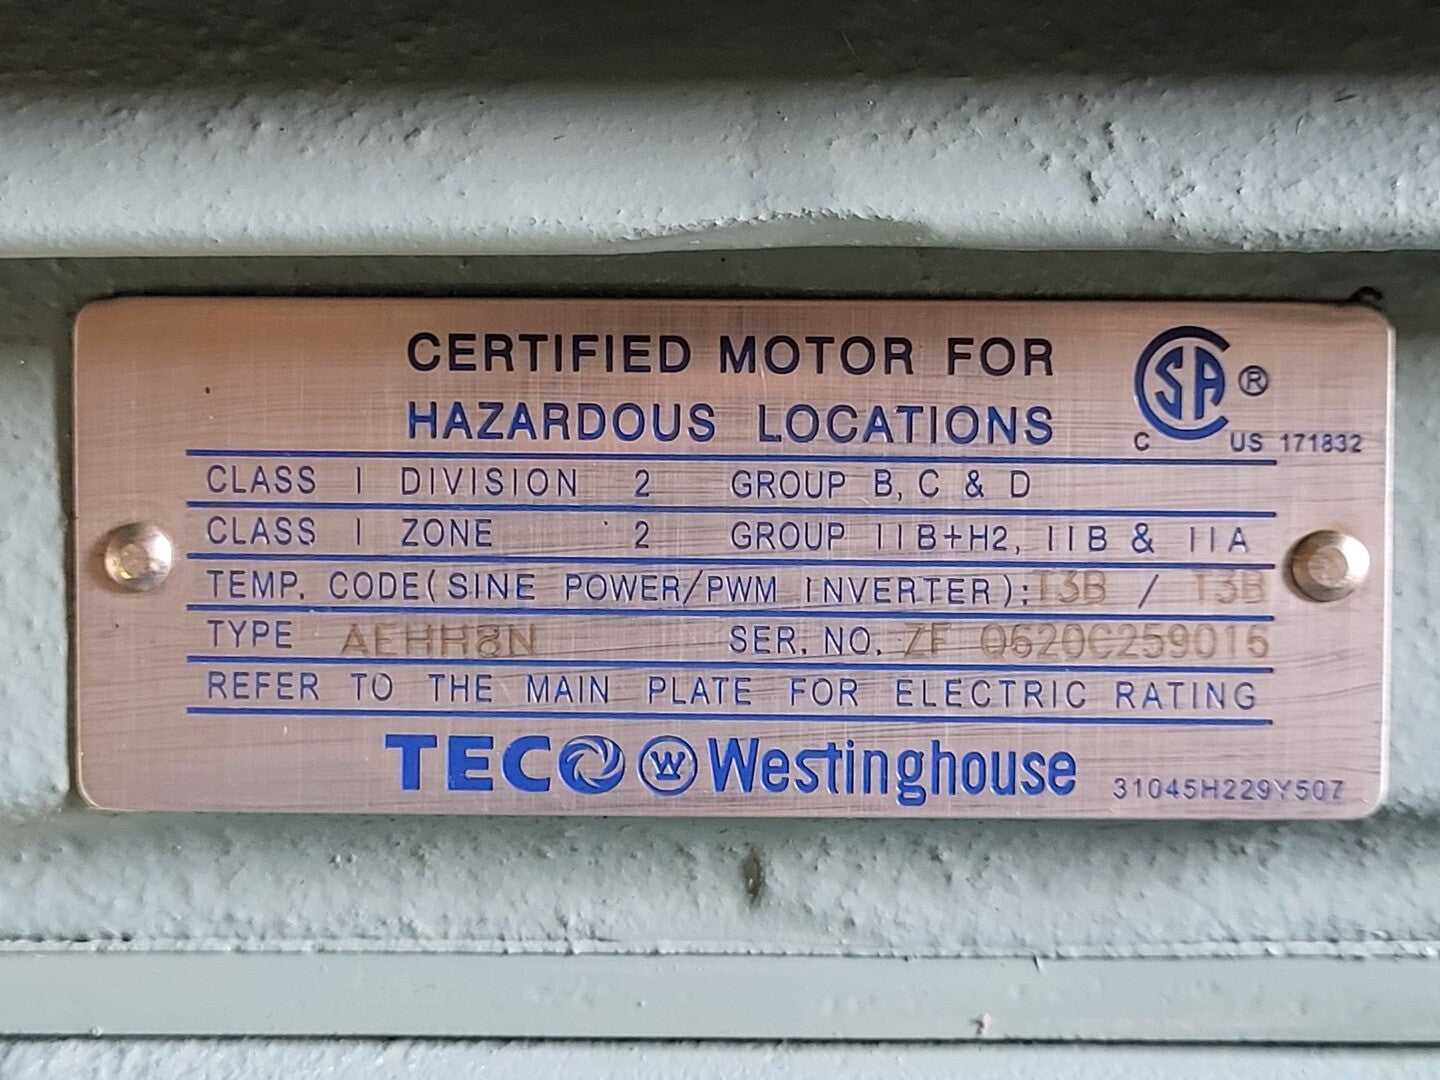 CERTIFIED MOTOR FOR
HAZARDOUS LOCATIONS
CSA ®
C US 171832
CLASS I DIVISION 2 GROUP B, C & D
CLASS I ZONE 2 GROUP IIB+H2, IIB & IIA
TEMP. CODE(SINE POWER/PWM INVERTER): T3B / T3B
TYPE AEHH8N SER. NO. ZF Q620C259016
REFER TO THE MAIN PLATE FOR ELECTRIC RATING
TECO W Westinghouse
31045H229Y507